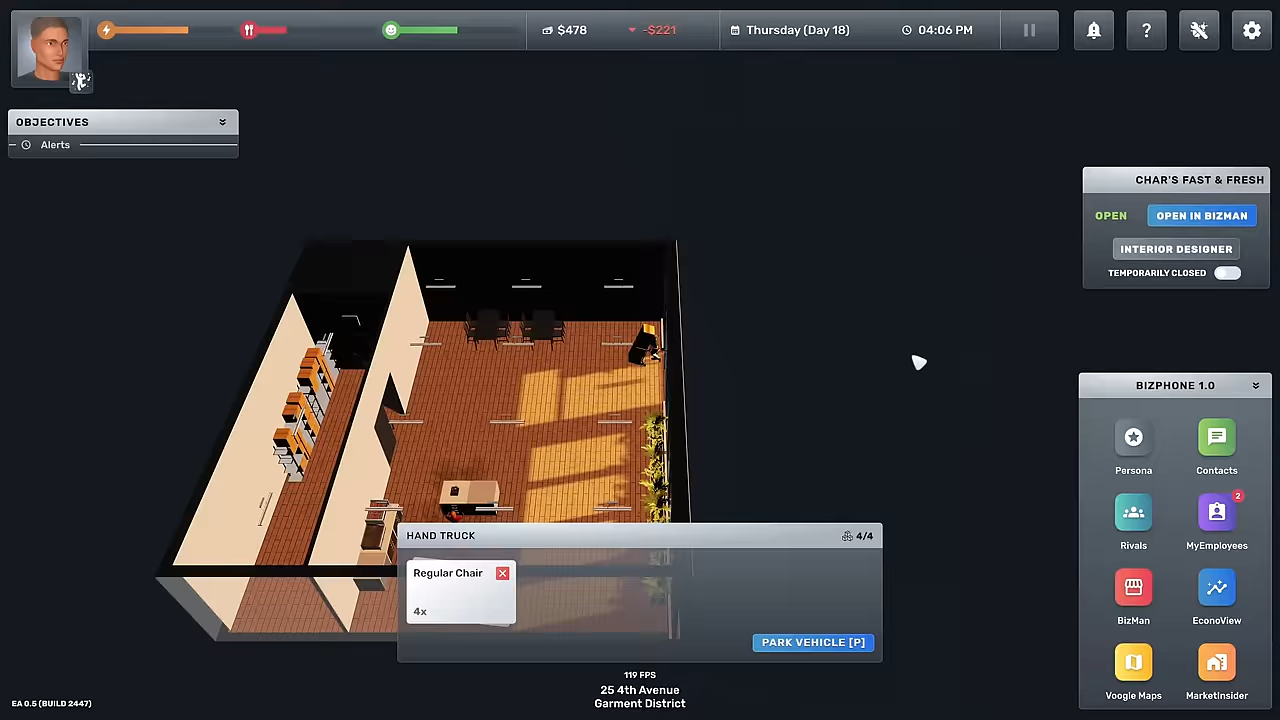 $478
-$221
Thursday (Day 18)
04:06 PM
?
OBJECTIVES
Alerts
CHAR'S FAST & FRESH
OPEN
OPEN IN BIZMAN
INTERIOR DESIGNER
TEMPORARILY CLOSED
BIZPHONE 1.0
Persona
Contacts
2
Rivals
MyEmployees
BizMan
EconoView
Voogle Maps
MarketInsider
HAND TRUCK
4/4
Regular Chair
4x
PARK VEHICLE [P]
119 FPS
25 4th Avenue
Garment District
EA 0.5 (BUILD 2447)